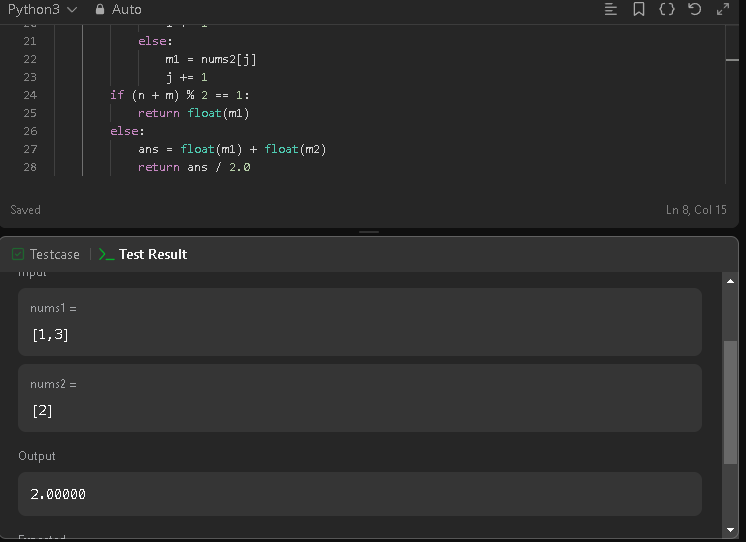 Python3 Auto
21 else:
22 m1 = nums2[j]
23 j += 1
24 if (n + m) % 2 == 1:
25 return float(m1)
26 else:
27 ans = float(m1) + float(m2)
28 return ans / 2.0
Saved Ln 8, Col 15
Testcase | >_ Test Result
Input
nums1 =
[1,3]
nums2 =
[2]
Output
2.00000
Expected